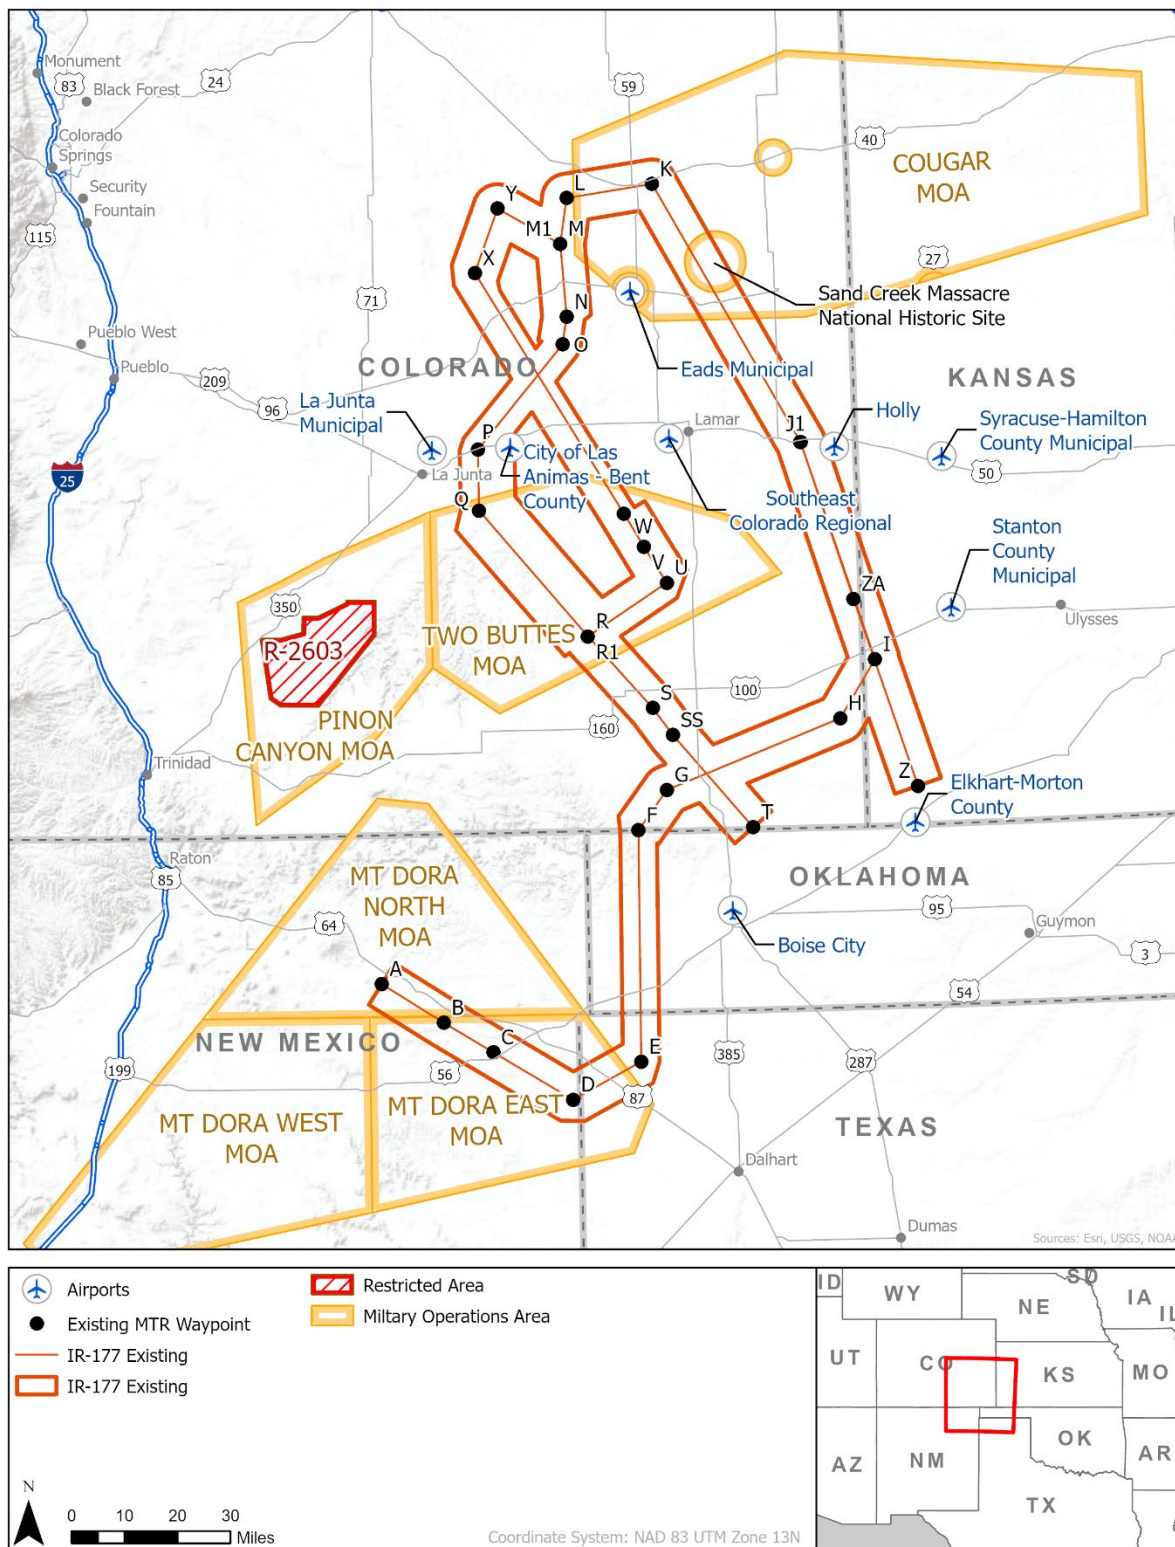 Monument
83
Black Forest
24
59
Colorado
Springs
40
COUGAR
MOA
K
L
Y
Security
Fountain
115
M1
M
27
X
71
Sand Creek Massacre
National Historic Site
N
O
Pueblo West
Pueblo
COLORADO
Eads Municipal
KANSAS
209
96
La Junta
Municipal
Lamar
J1
Holly
Syracuse-Hamilton
County Municipal
P
City of Las
Animas - Bent
County
La Junta
50
25
Q
Southeast
Colorado Regional
W
Stanton
County
Municipal
V
U
350
ZA
Ulysses
R-2603
TWO BUTTES
MOA
R
R1
I
S
100
H
PINON
CANYON MOA
160
SS
Trinidad
G
Z
Elkhart-Morton
County
F
T
Raton
85
MT DORA
NORTH
MOA
OKLAHOMA
95
64
Guymon
Boise City
3
A
54
B
NEW MEXICO
C
199
56
385
287
E
D
87
MT DORA EAST
MOA
MT DORA WEST
MOA
TEXAS
Dalhart
Dumas
Sources: Esri, USGS, NOAA
Airports
Existing MTR Waypoint
IR-177 Existing
IR-177 Existing
Restricted Area
Miltary Operations Area
N
0 10 20 30
Miles
Coordinate System: NAD 83 UTM Zone 13N
ID
WY
SD
NE
IA
IL
UT
CO
KS
MO
AZ
NM
OK
AR
TX